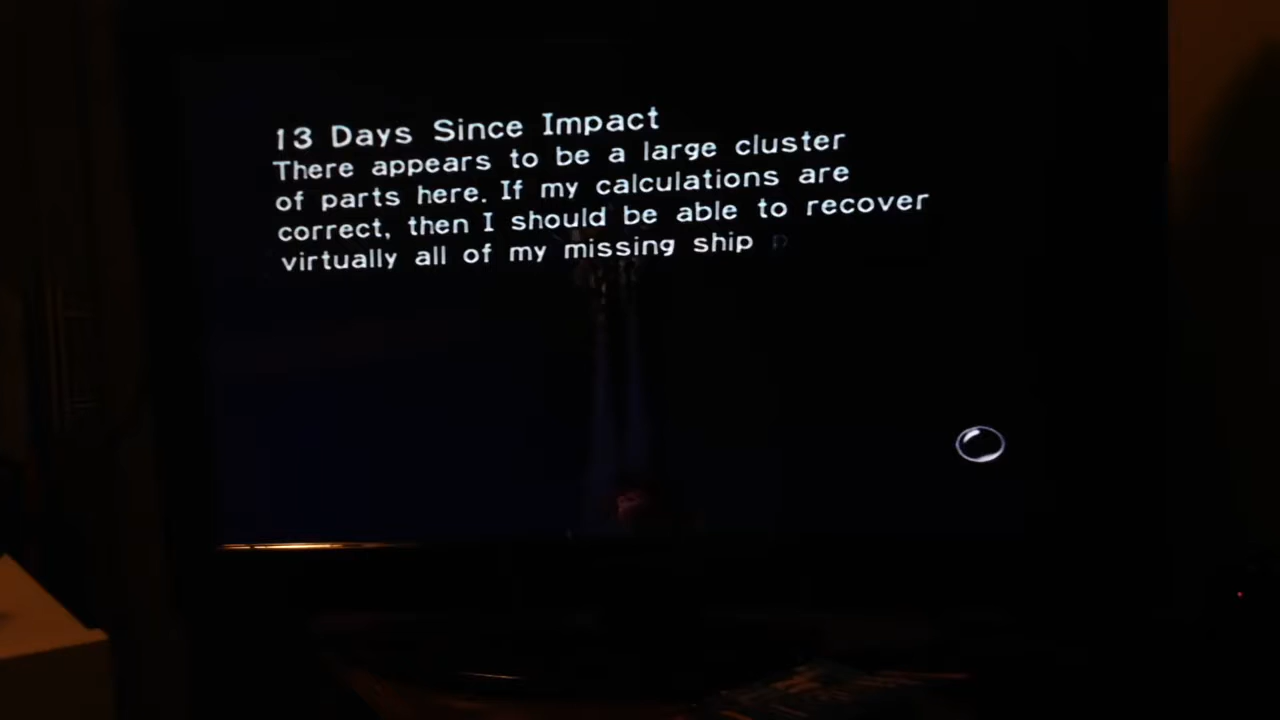 13 Days Since Impact
There appears to be a large cluster
of parts here. If my calculations are
correct, then I should be able to recover
virtually all of my missing ship p